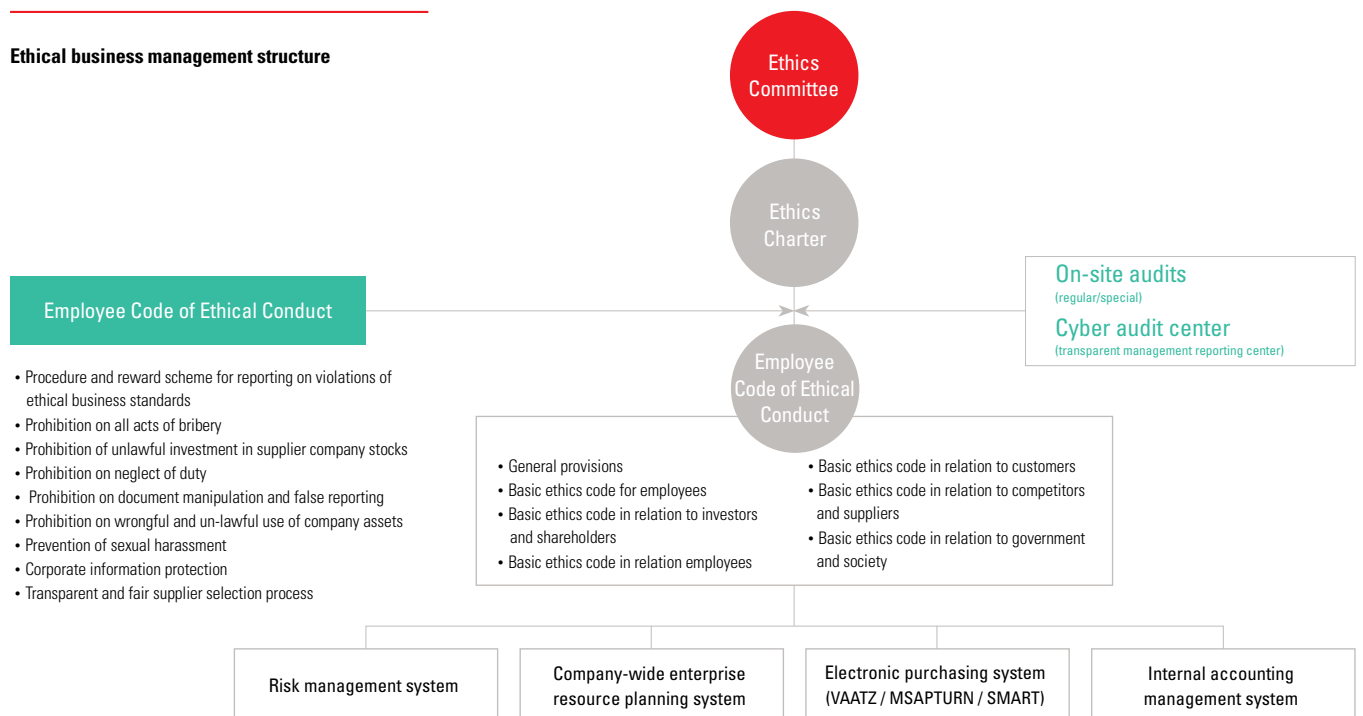 Ethical business management structure
Ethics
Committee
Ethics
Charter
Employee Code of Ethical Conduct
• Procedure and reward scheme for reporting on violations of
ethical business standards
• Prohibition on all acts of bribery
• Prohibition of unlawful investment in supplier company stocks
• Prohibition on neglect of duty
• Prohibition on document manipulation and false reporting
• Prohibition on wrongful and un-lawful use of company assets
• Prevention of sexual harassment
• Corporate information protection
• Transparent and fair supplier selection process
On-site audits
(regular/special)
Cyber audit center
(transparent management reporting center)
Employee
Code of Ethical
Conduct
• General provisions
• Basic ethics code for employees
• Basic ethics code in relation to investors
and shareholders
• Basic ethics code in relation employees
• Basic ethics code in relation to customers
• Basic ethics code in relation to competitors
and suppliers
• Basic ethics code in relation to government
and society
Risk management system
Company-wide enterprise
resource planning system
Electronic purchasing system
(VAATZ / MSAPTURN / SMART)
Internal accounting
management system